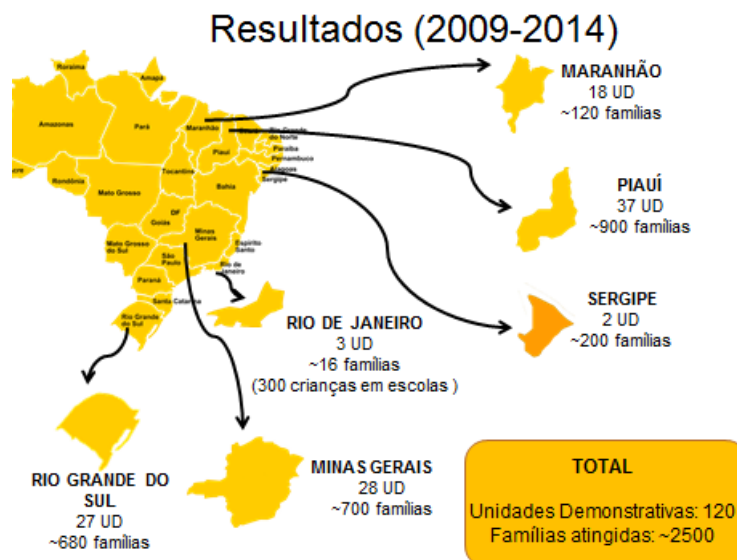 Resultados (2009-2014)
Roraima
Amapá
Amazonas
Pará
Maranhão
Ceará
Rio Grande
do Norte
Paraíba
Pernambuco
Alagoas
Sergipe
Piauí
Tocantins
Bahia
acre
Rondônia
Mato Grosso
DF
Goiás
Minas
Gerais
Espírito
Santo
Mato Grosso
do Sul
São
Paulo
Rio de
Janeiro
Paraná
Santa Catarina
Rio Grande
do Sul
MARANHÃO
18 UD
~120 famílias
PIAUÍ
37 UD
~900 famílias
SERGIPE
2 UD
~200 famílias
RIO DE JANEIRO
3 UD
~16 famílias
(300 crianças em escolas )
RIO GRANDE DO
SUL
27 UD
~680 famílias
MINAS GERAIS
28 UD
~700 famílias
TOTAL
Unidades Demonstrativas: 120
Famílias atingidas: ~2500